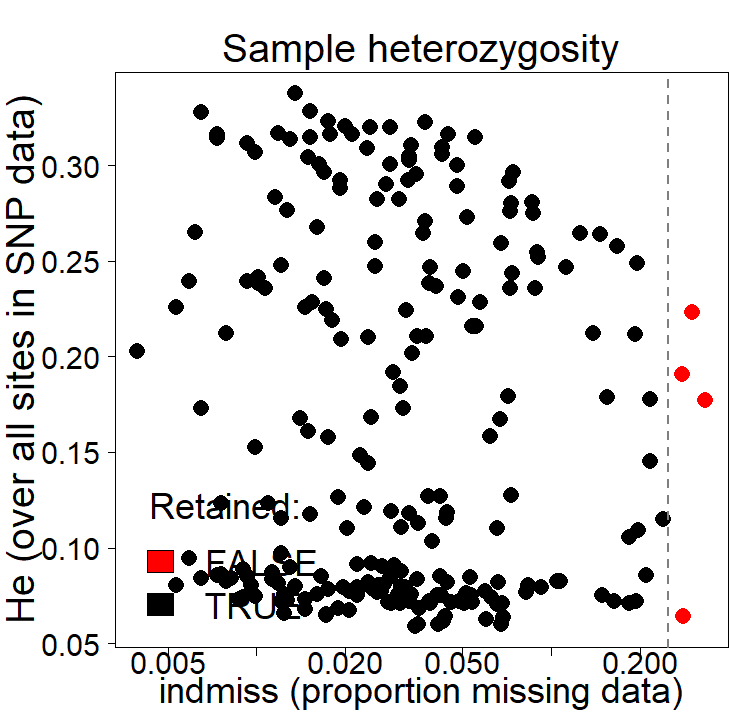 Sample heterozygosity
He (over all sites in SNP data)
0.30
0.25
0.20
0.15
0.10
0.05
Retained:
FALSE
TRUE
0.005 0.020 0.050 0.200
indmiss (proportion missing data)